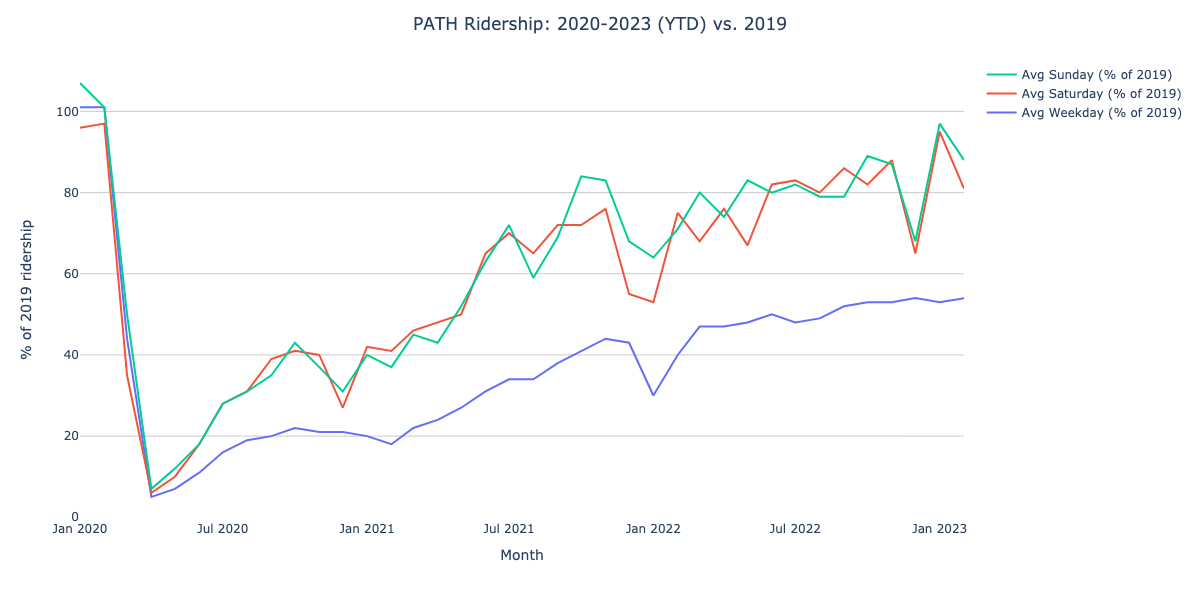 PATH Ridership: 2020-2023 (YTD) vs. 2019
Avg Sunday (% of 2019)
Avg Saturday (% of 2019)
Avg Weekday (% of 2019)
% of 2019 ridership
100
80
60
40
20
0
Jan 2020 Jul 2020 Jan 2021 Jul 2021 Jan 2022 Jul 2022 Jan 2023
Month